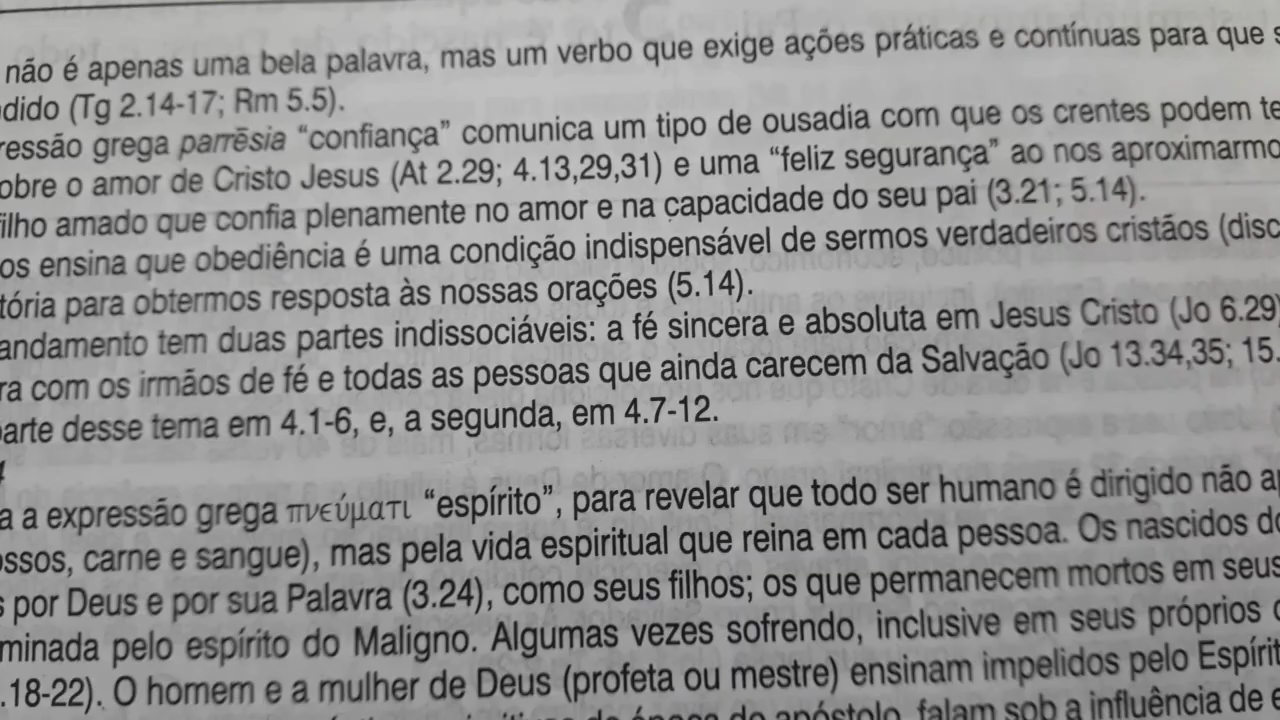 não é apenas uma bela palavra, mas um verbo que exige ações práticas e contínuas para que s
dido (Tg 2.14-17; Rm 5.5).
ressão grega parrēsia “confiança” comunica um tipo de ousadia com que os crentes podem te
obre o amor de Cristo Jesus (At 2.29; 4.13,29,31) e uma “feliz segurança” ao nos aproximarmo
filho amado que confia plenamente no amor e na capacidade do seu pai (3.21; 5.14).
os ensina que obediência é uma condição indispensável de sermos verdadeiros cristãos (disc
tória para obtermos resposta às nossas orações (5.14).
andamento tem duas partes indissociáveis: a fé sincera e absoluta em Jesus Cristo (Jo 6.29)
ra com os irmãos de fé e todas as pessoas que ainda carecem da Salvação (Jo 13.34,35; 15.
parte desse tema em 4.1-6, e, a segunda, em 4.7-12.
a a expressão grega πνεύματι “espírito”, para revelar que todo ser humano é dirigido não ap
ossos, carne e sangue), mas pela vida espiritual que reina em cada pessoa. Os nascidos de
s por Deus e por sua Palavra (3.24), como seus filhos; os que permanecem mortos em seus
minada pelo espírito do Maligno. Algumas vezes sofrendo, inclusive em seus próprios
.18-22). O homem e a mulher de Deus (profeta ou mestre) ensinam impelidos pelo Espírit
apóstolo, falam sob a influência de